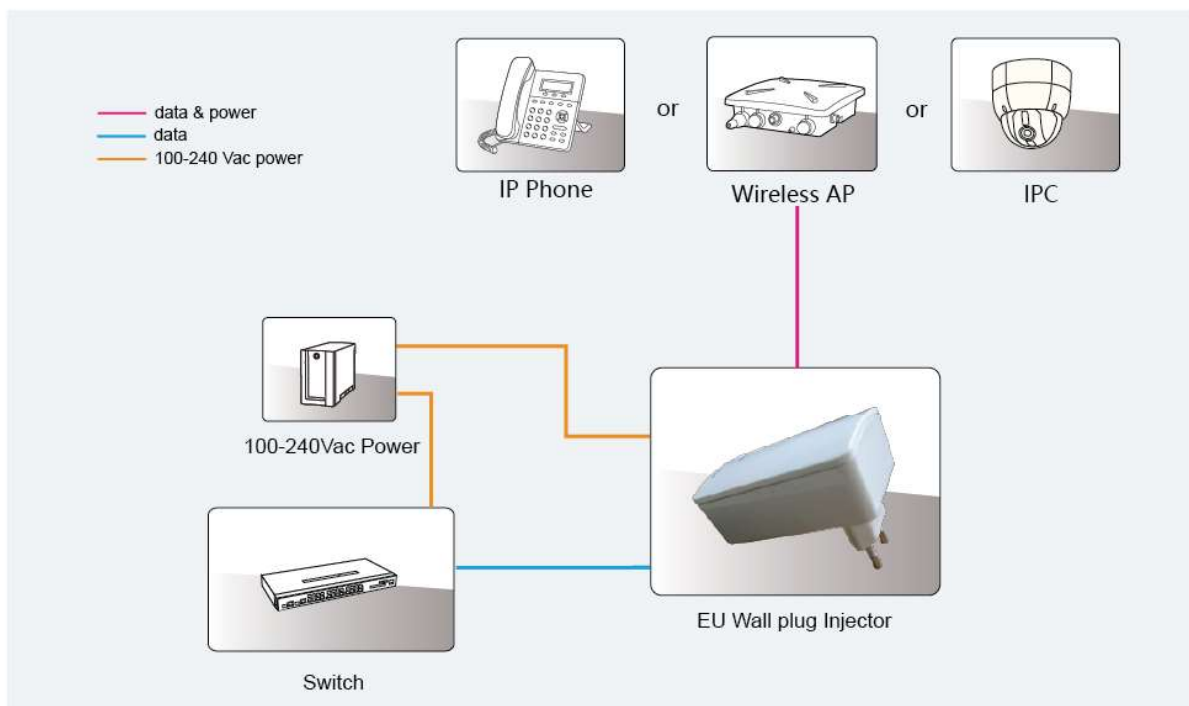 data & power
data
100-240 Vac power
or
or
IP Phone
Wireless AP
IPC
100-240Vac Power
EU Wall plug Injector
Switch